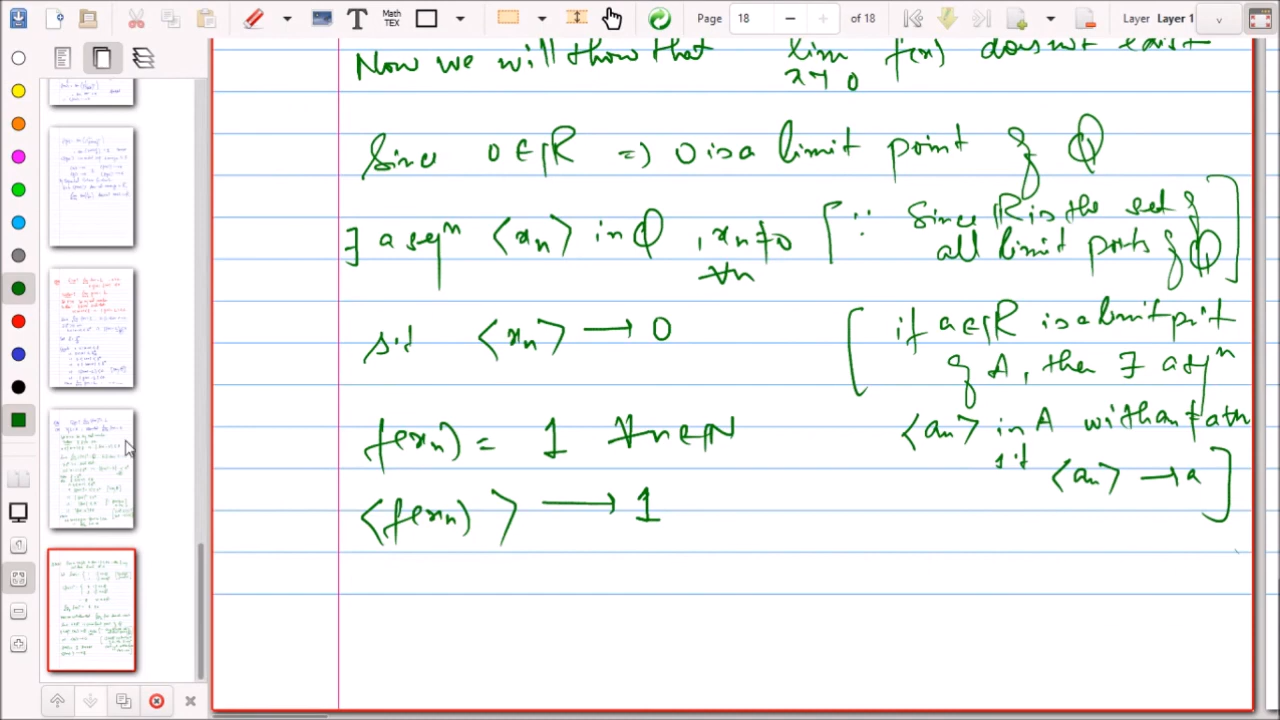 Math
TEX
T
Page 18 of 18
Layer Layer 1
Now we will show that lim f(x) doesn't exist
x→0
Since 0∈ℝ ⇒ 0 is a limit point of ℚ
∃ a seqⁿ <xn> in ℚ , xn≠0 [∵ Since ℝ is the set of
∀n all limit points of ℚ]
s.t <xn> → 0 [ if a∈ℝ is a limit point
of A, then ∃ a seqⁿ
f(xn) = 1 ∀n∈ℕ <an> in A with an≠a ∀n
s.t <an> → a ]
<f(xn)> → 1